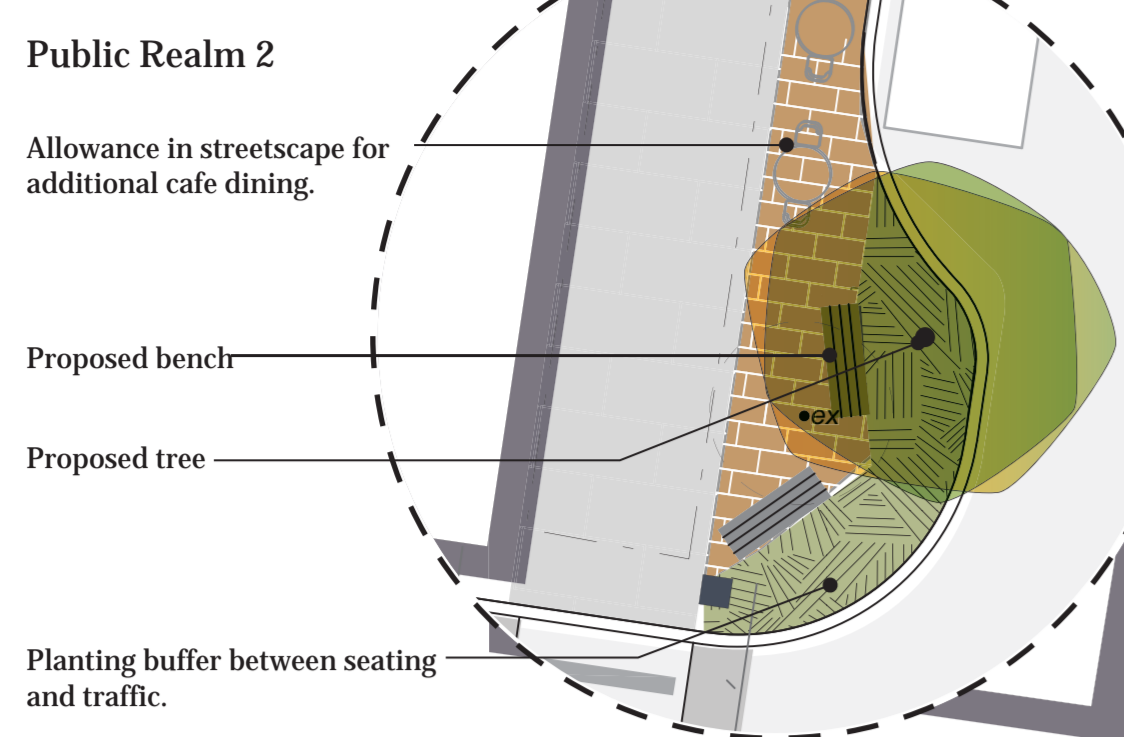 Public Realm 2
Allowance in streetscape for
additional cafe dining.
Proposed bench
ex
Proposed tree
Planting buffer between seating
and traffic.